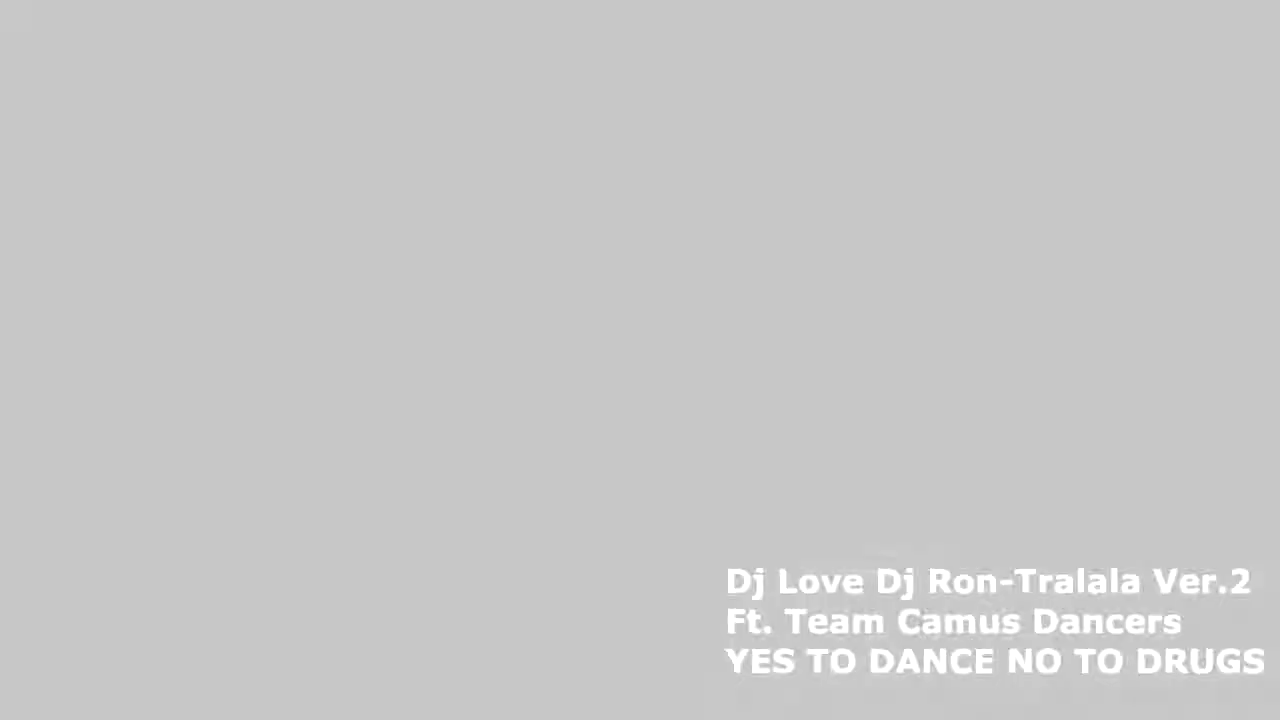 Dj Love Dj Ron-Tralala Ver.2
Ft. Team Camus Dancers
YES TO DANCE NO TO DRUGS